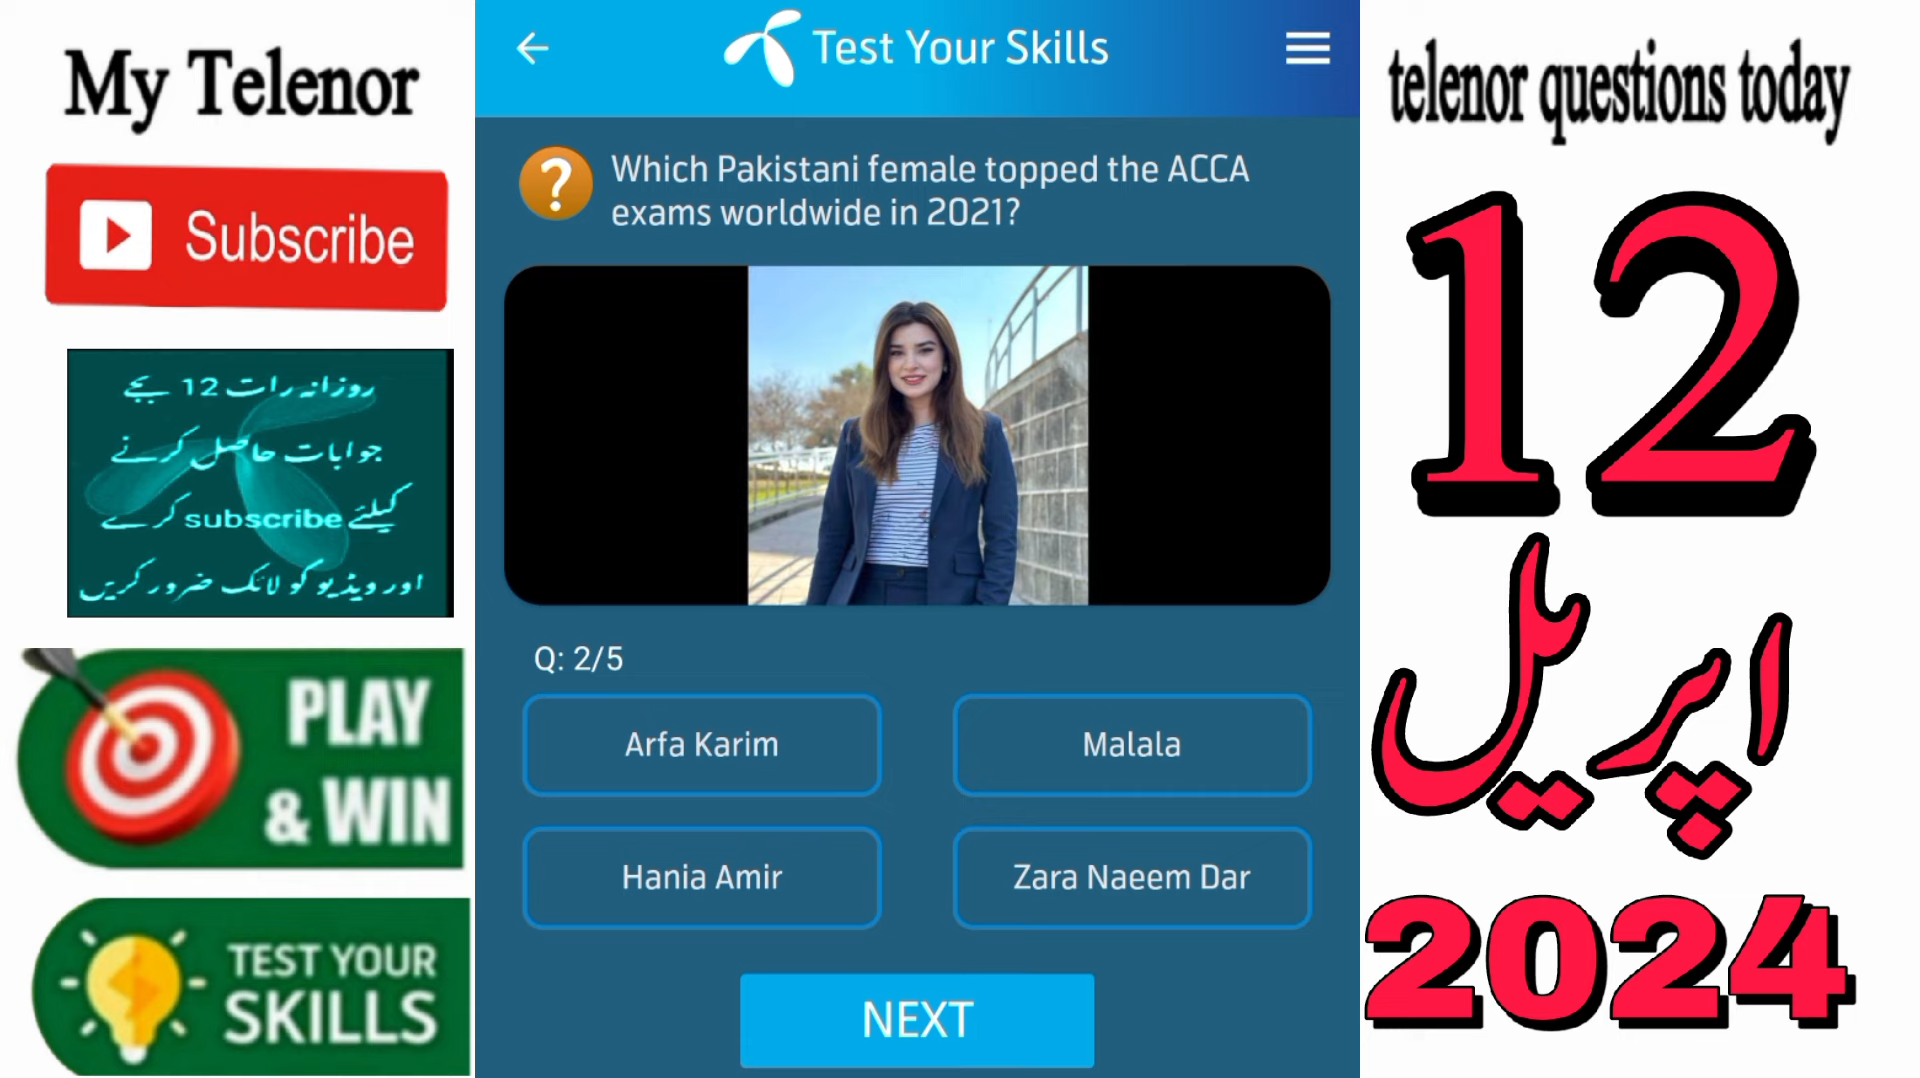 My Telenor
Subscribe
روزانہ رات 12 بجے
جوابات حاصل کرنے
کیلئے subscribe کرے
اور ویڈیو کو لائک ضرور کریں
PLAY
& WIN
TEST YOUR
SKILLS
Test Your Skills
Which Pakistani female topped the ACCA
exams worldwide in 2021?
Q: 2/5
Arfa Karim
Malala
Hania Amir
Zara Naeem Dar
NEXT
telenor questions today
12
اپریل
2024